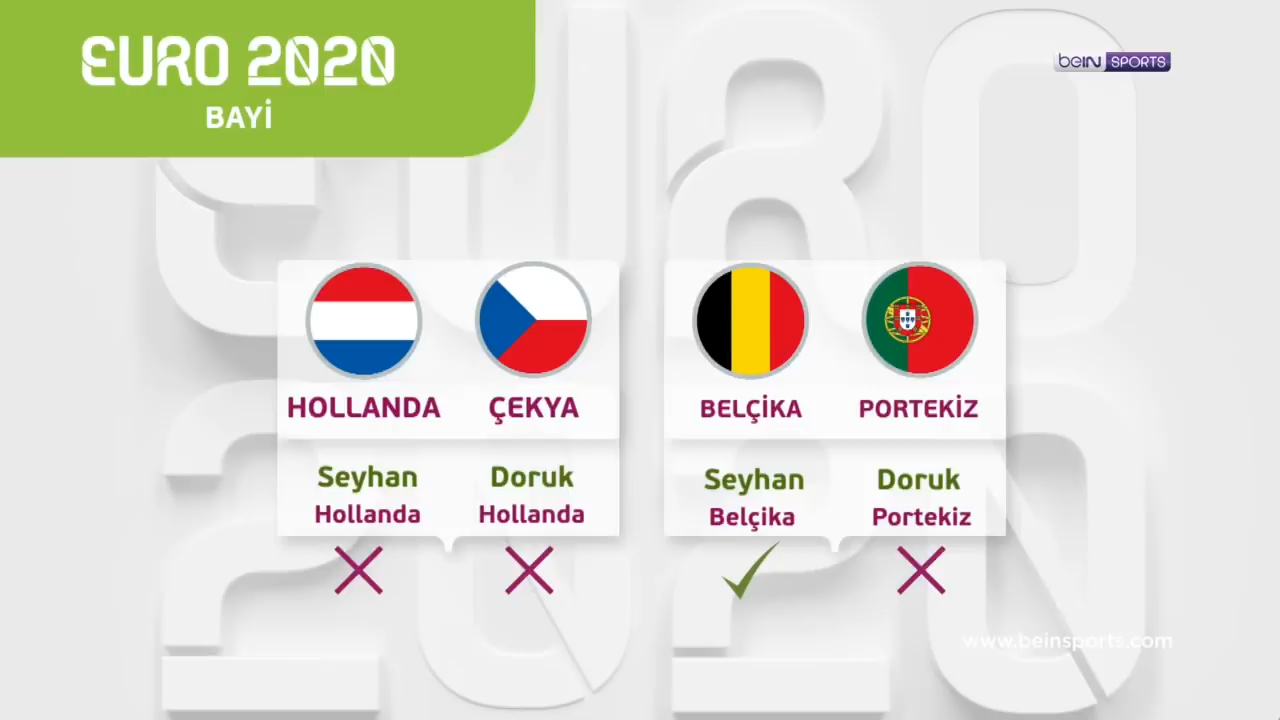 EURO 2020
BAYİ
beIN SPORTS
HOLLANDA ÇEKYA
Seyhan Doruk
Hollanda Hollanda
BELÇİKA PORTEKİZ
Seyhan Doruk
Belçika Portekiz
www.beinsports.com